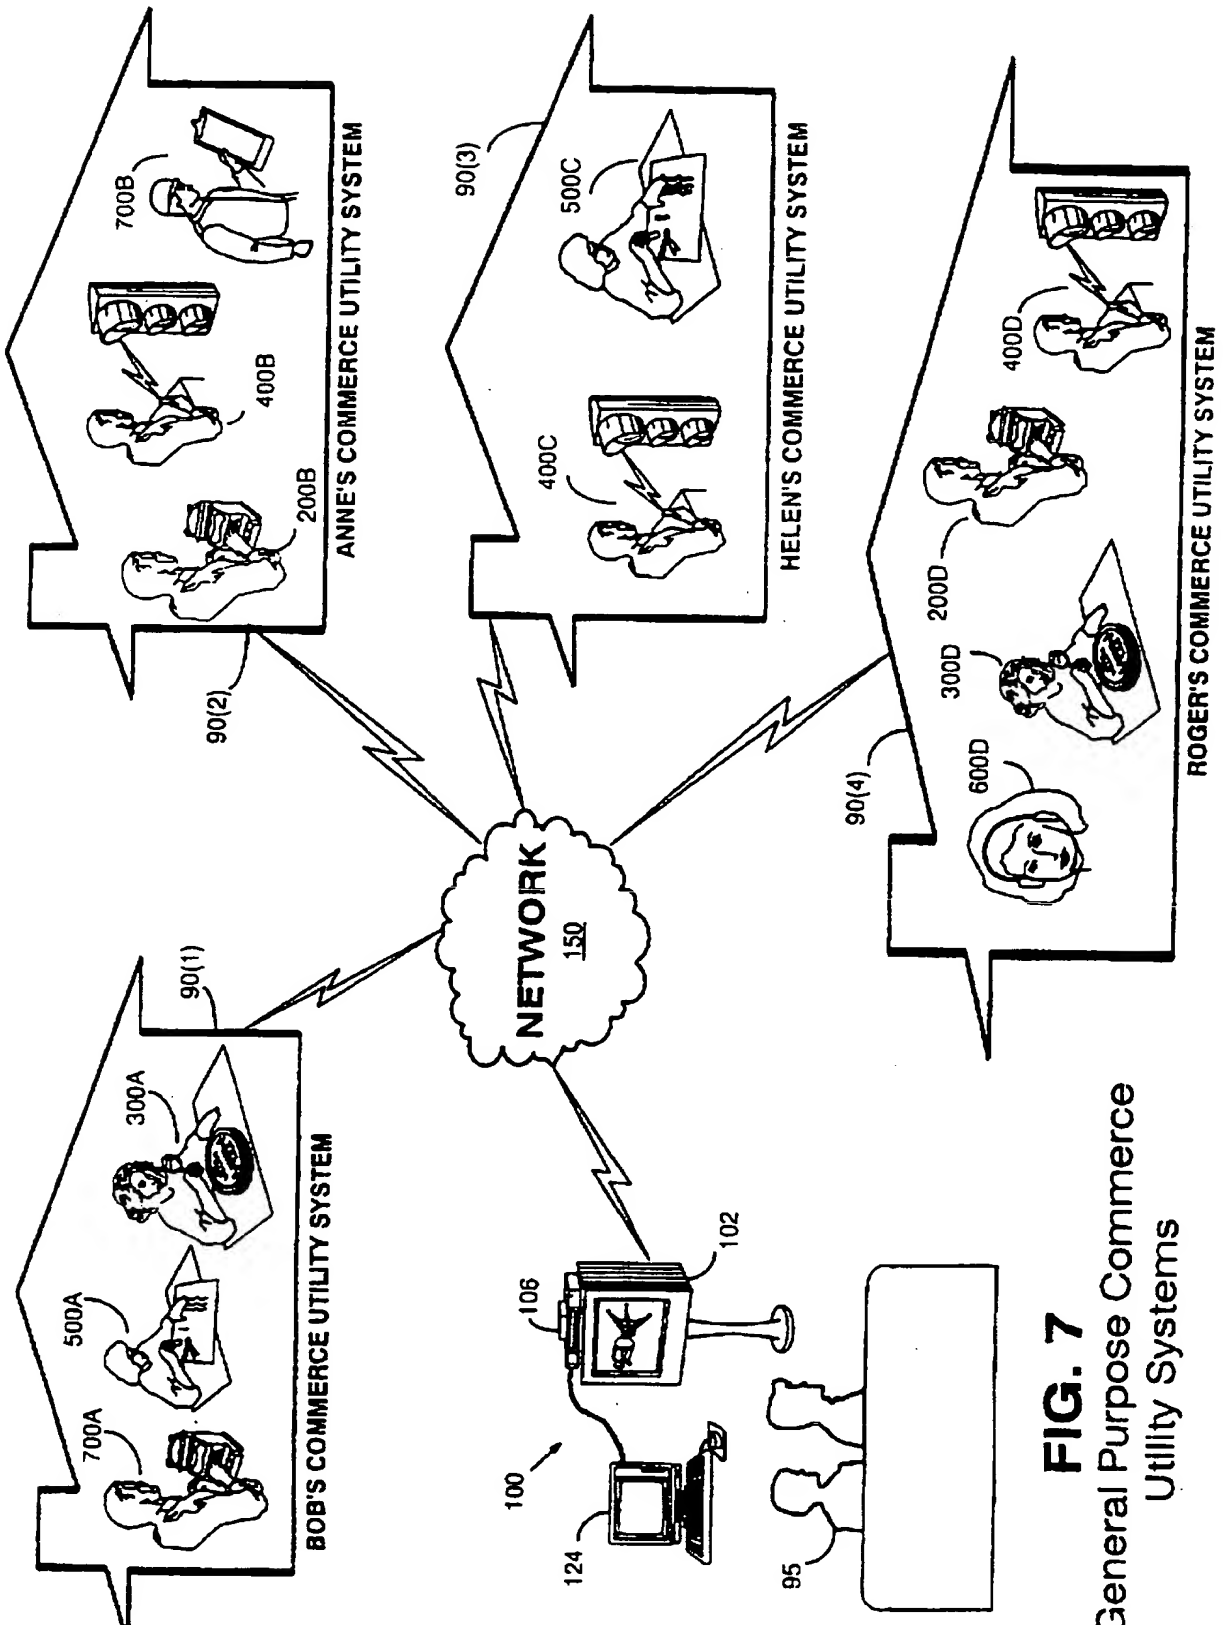 90(1)
300A
500A
700A
BOB'S COMMERCE UTILITY SYSTEM
700B
400B
200B
ANNE'S COMMERCE UTILITY SYSTEM
90(2)
90(3)
500C
400C
HELEN'S COMMERCE UTILITY SYSTEM
NETWORK
150
90(4)
600D
300D
200D
400D
ROGER'S COMMERCE UTILITY SYSTEM
100
106
102
124
95
FIG. 7
General Purpose Commerce
Utility Systems